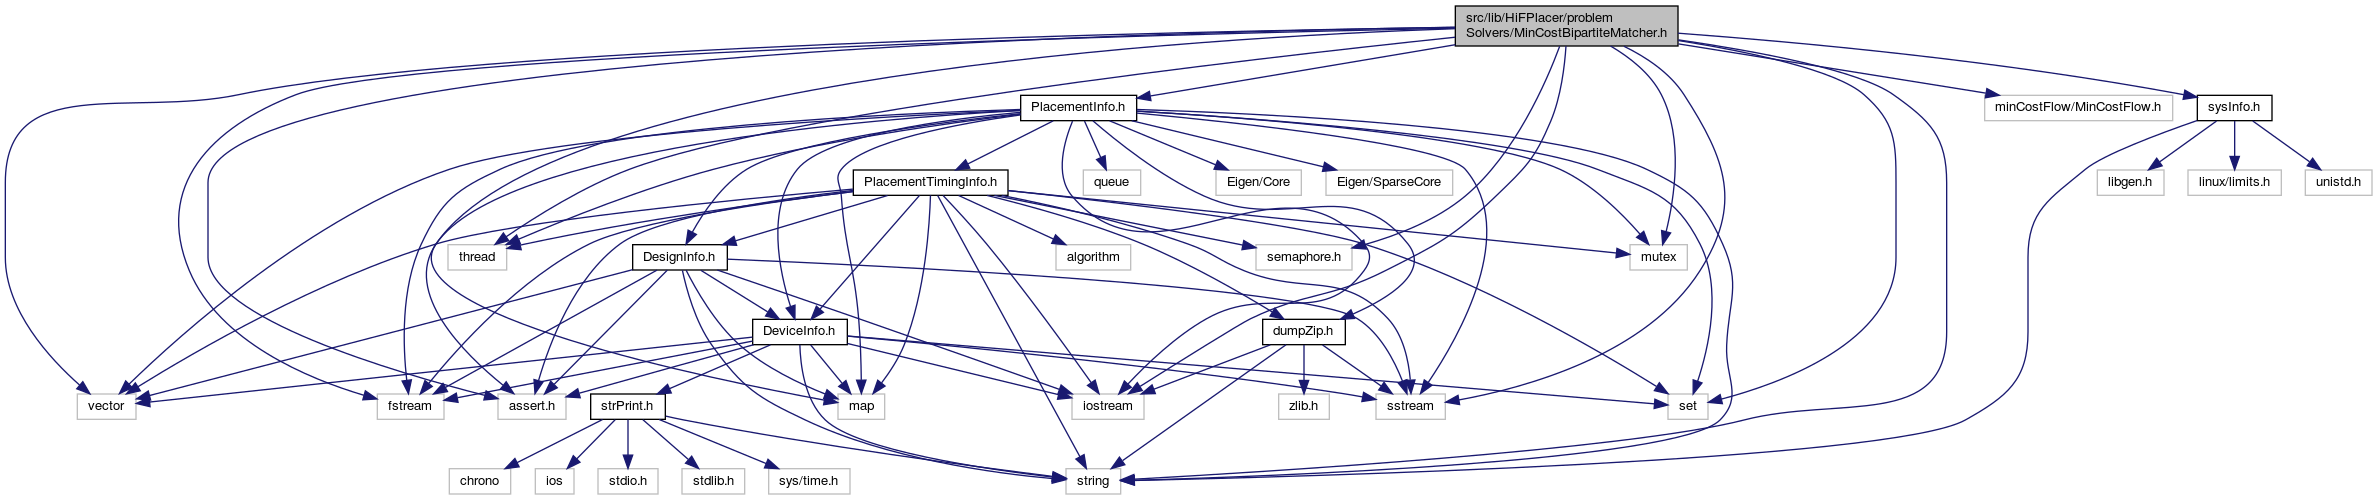 src/lib/HiFPlacer/problem
Solvers/MinCostBipartiteMatcher.h
PlacementInfo.h
minCostFlow/MinCostFlow.h
sysInfo.h
PlacementTimingInfo.h
queue
Eigen/Core
Eigen/SparseCore
libgen.h
linux/limits.h
unistd.h
thread
DesignInfo.h
algorithm
semaphore.h
mutex
DeviceInfo.h
dumpZip.h
vector
fstream
assert.h
strPrint.h
map
iostream
zlib.h
sstream
set
chrono
ios
stdio.h
stdlib.h
sys/time.h
string